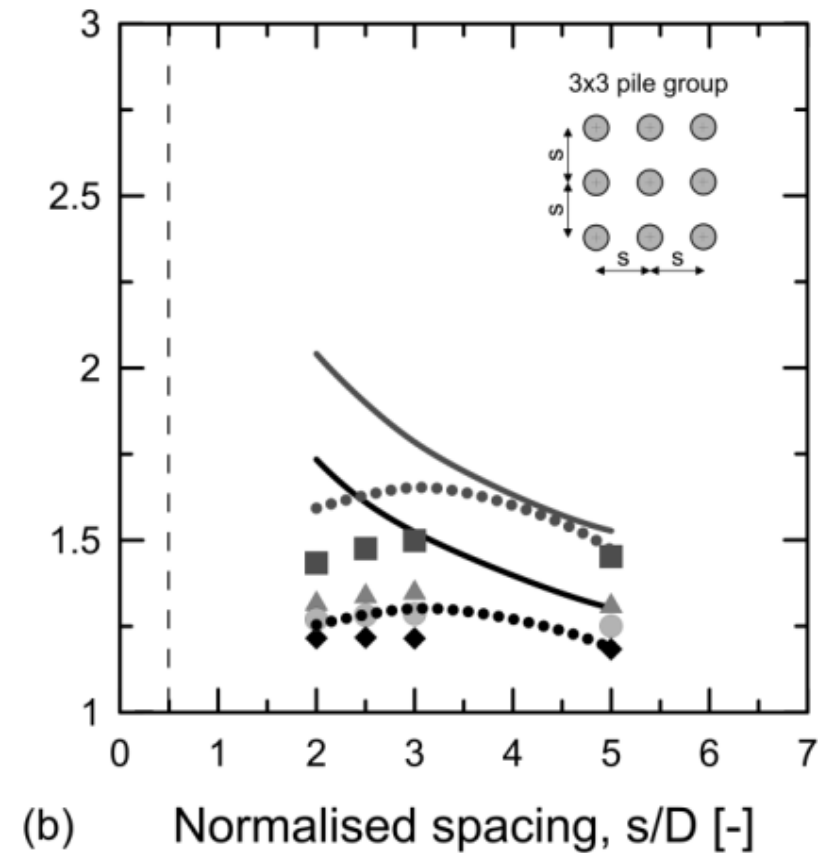 3
3x3 pile group
s
s
s s
2.5
2
1.5
1
0 1 2 3 4 5 6 7
(b) Normalised spacing, s/D [-]